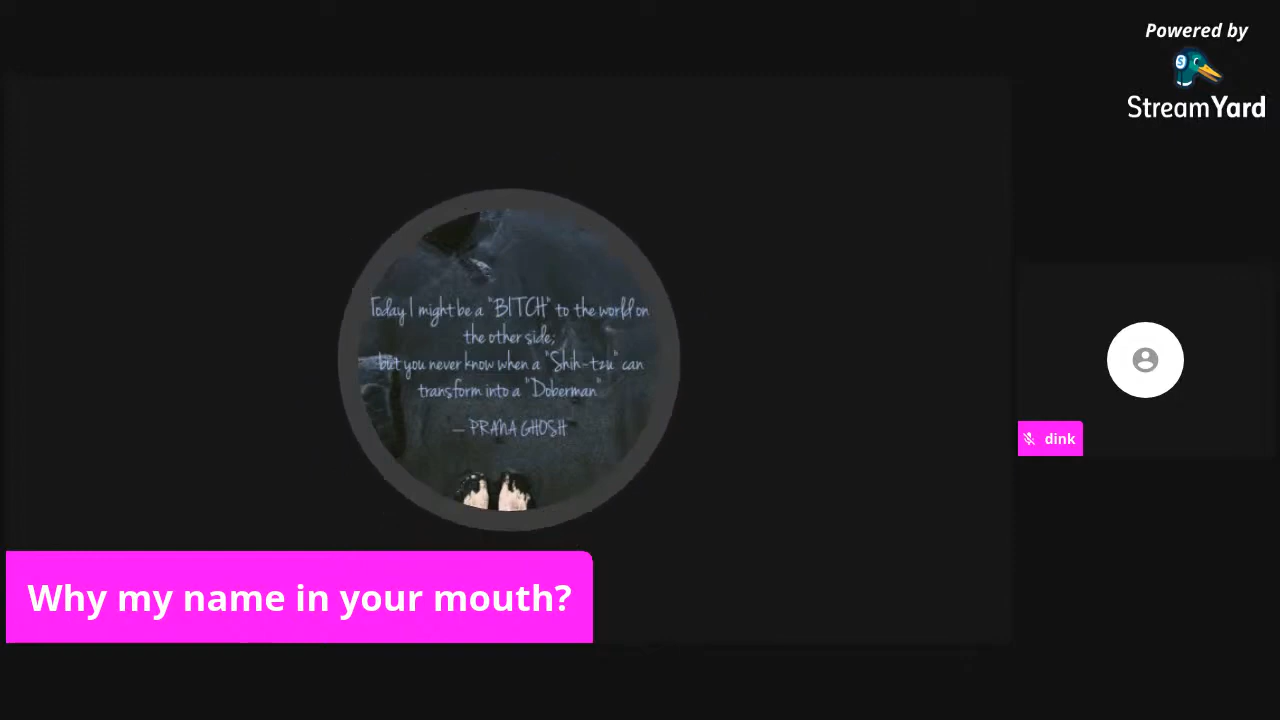 Powered by
StreamYard
Today I might be a "BITCH" to the world on
the other side;
but you never know when a "Shih-tzu" can
transform into a "Doberman"
— PRANA GHOSH
dink
Why my name in your mouth?